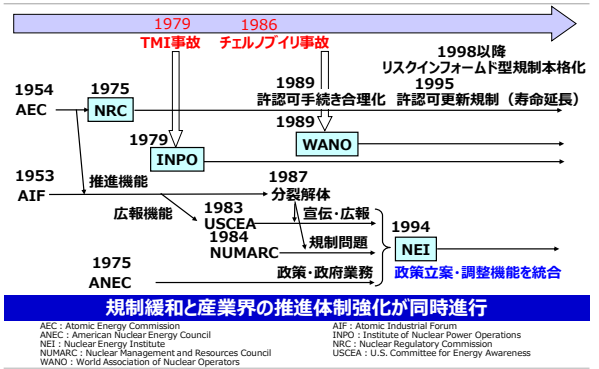 1979
TMI事故
1986
チェルノブイリ事故
1998以降
リスクインフォームド型規制本格化
1954
AEC
1975
NRC
1989
許認可手続き合理化
1995
許認可更新規制(寿命延長)
1979
INPO
1989
WANO
1953
AIF
推進機能
1987
分裂解体
広報機能
1983
USCEA
宣伝・広報
1984
NUMARC
規制問題
1994
NEI
1975
ANEC
政策・政府業務
政策立案・調整機能を統合
規制緩和と産業界の推進体制強化が同時進行
AEC : Atomic Energy Commission
ANEC : American Nuclear Energy Council
NEI : Nuclear Energy Institute
NUMARC : Nuclear Management and Resources Council
WANO : World Association of Nuclear Operators
AIF : Atomic Industrial Forum
INPO : Institute of Nuclear Power Operations
NRC : Nuclear Regulatory Commission
USCEA : U.S. Committee for Energy Awareness